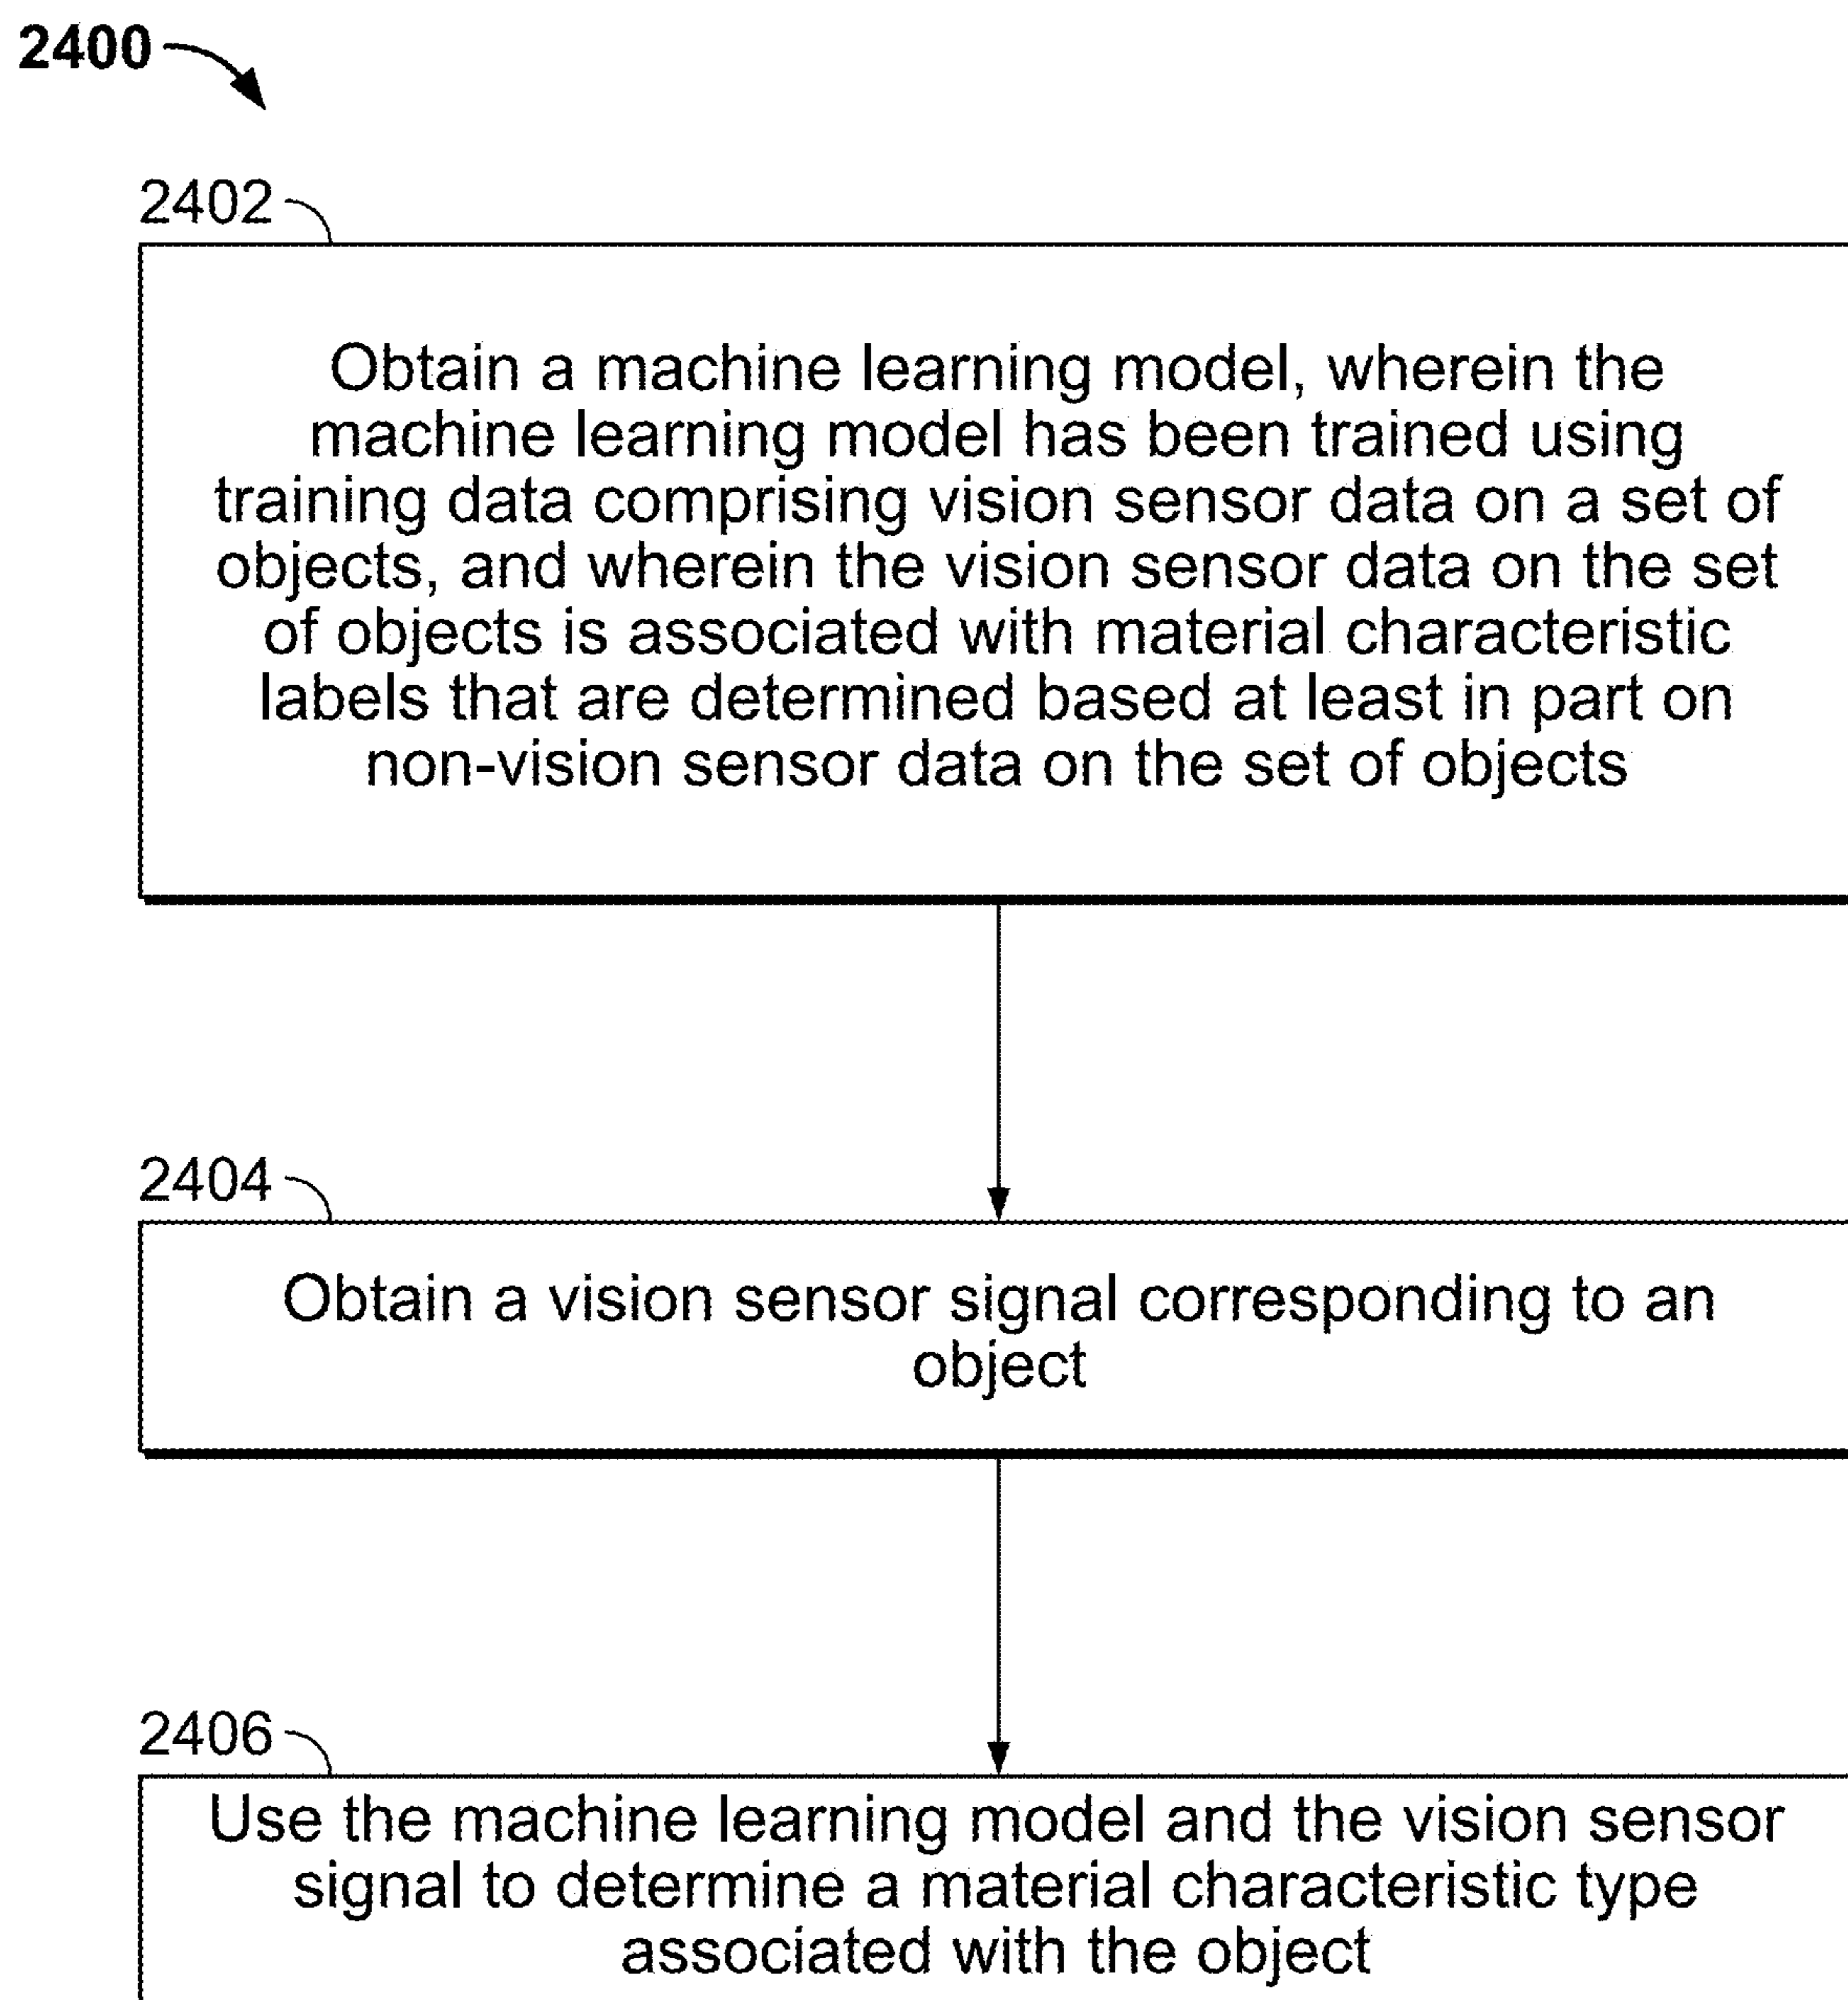 2400
2402
Obtain a machine learning model, wherein the
machine learning model has been trained using
training data comprising vision sensor data on a set of
objects, and wherein the vision sensor data on the set
of objects is associated with material characteristic
labels that are determined based at least in part on
non-vision sensor data on the set of objects
2404
Obtain a vision sensor signal corresponding to an
object
2406
Use the machine learning model and the vision sensor
signal to determine a material characteristic type
associated with the object